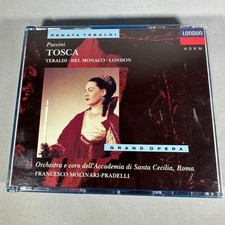 RENATA TEBALDI
LONDON
ADRM
Puccini
TOSCA
TEBALDI · DEL MONACO · LONDON
GRAND OPERA
Orchestra e coro dell'Accademia di Santa Cecilia, Roma
FRANCESCO MOLINARI-PRADELLI